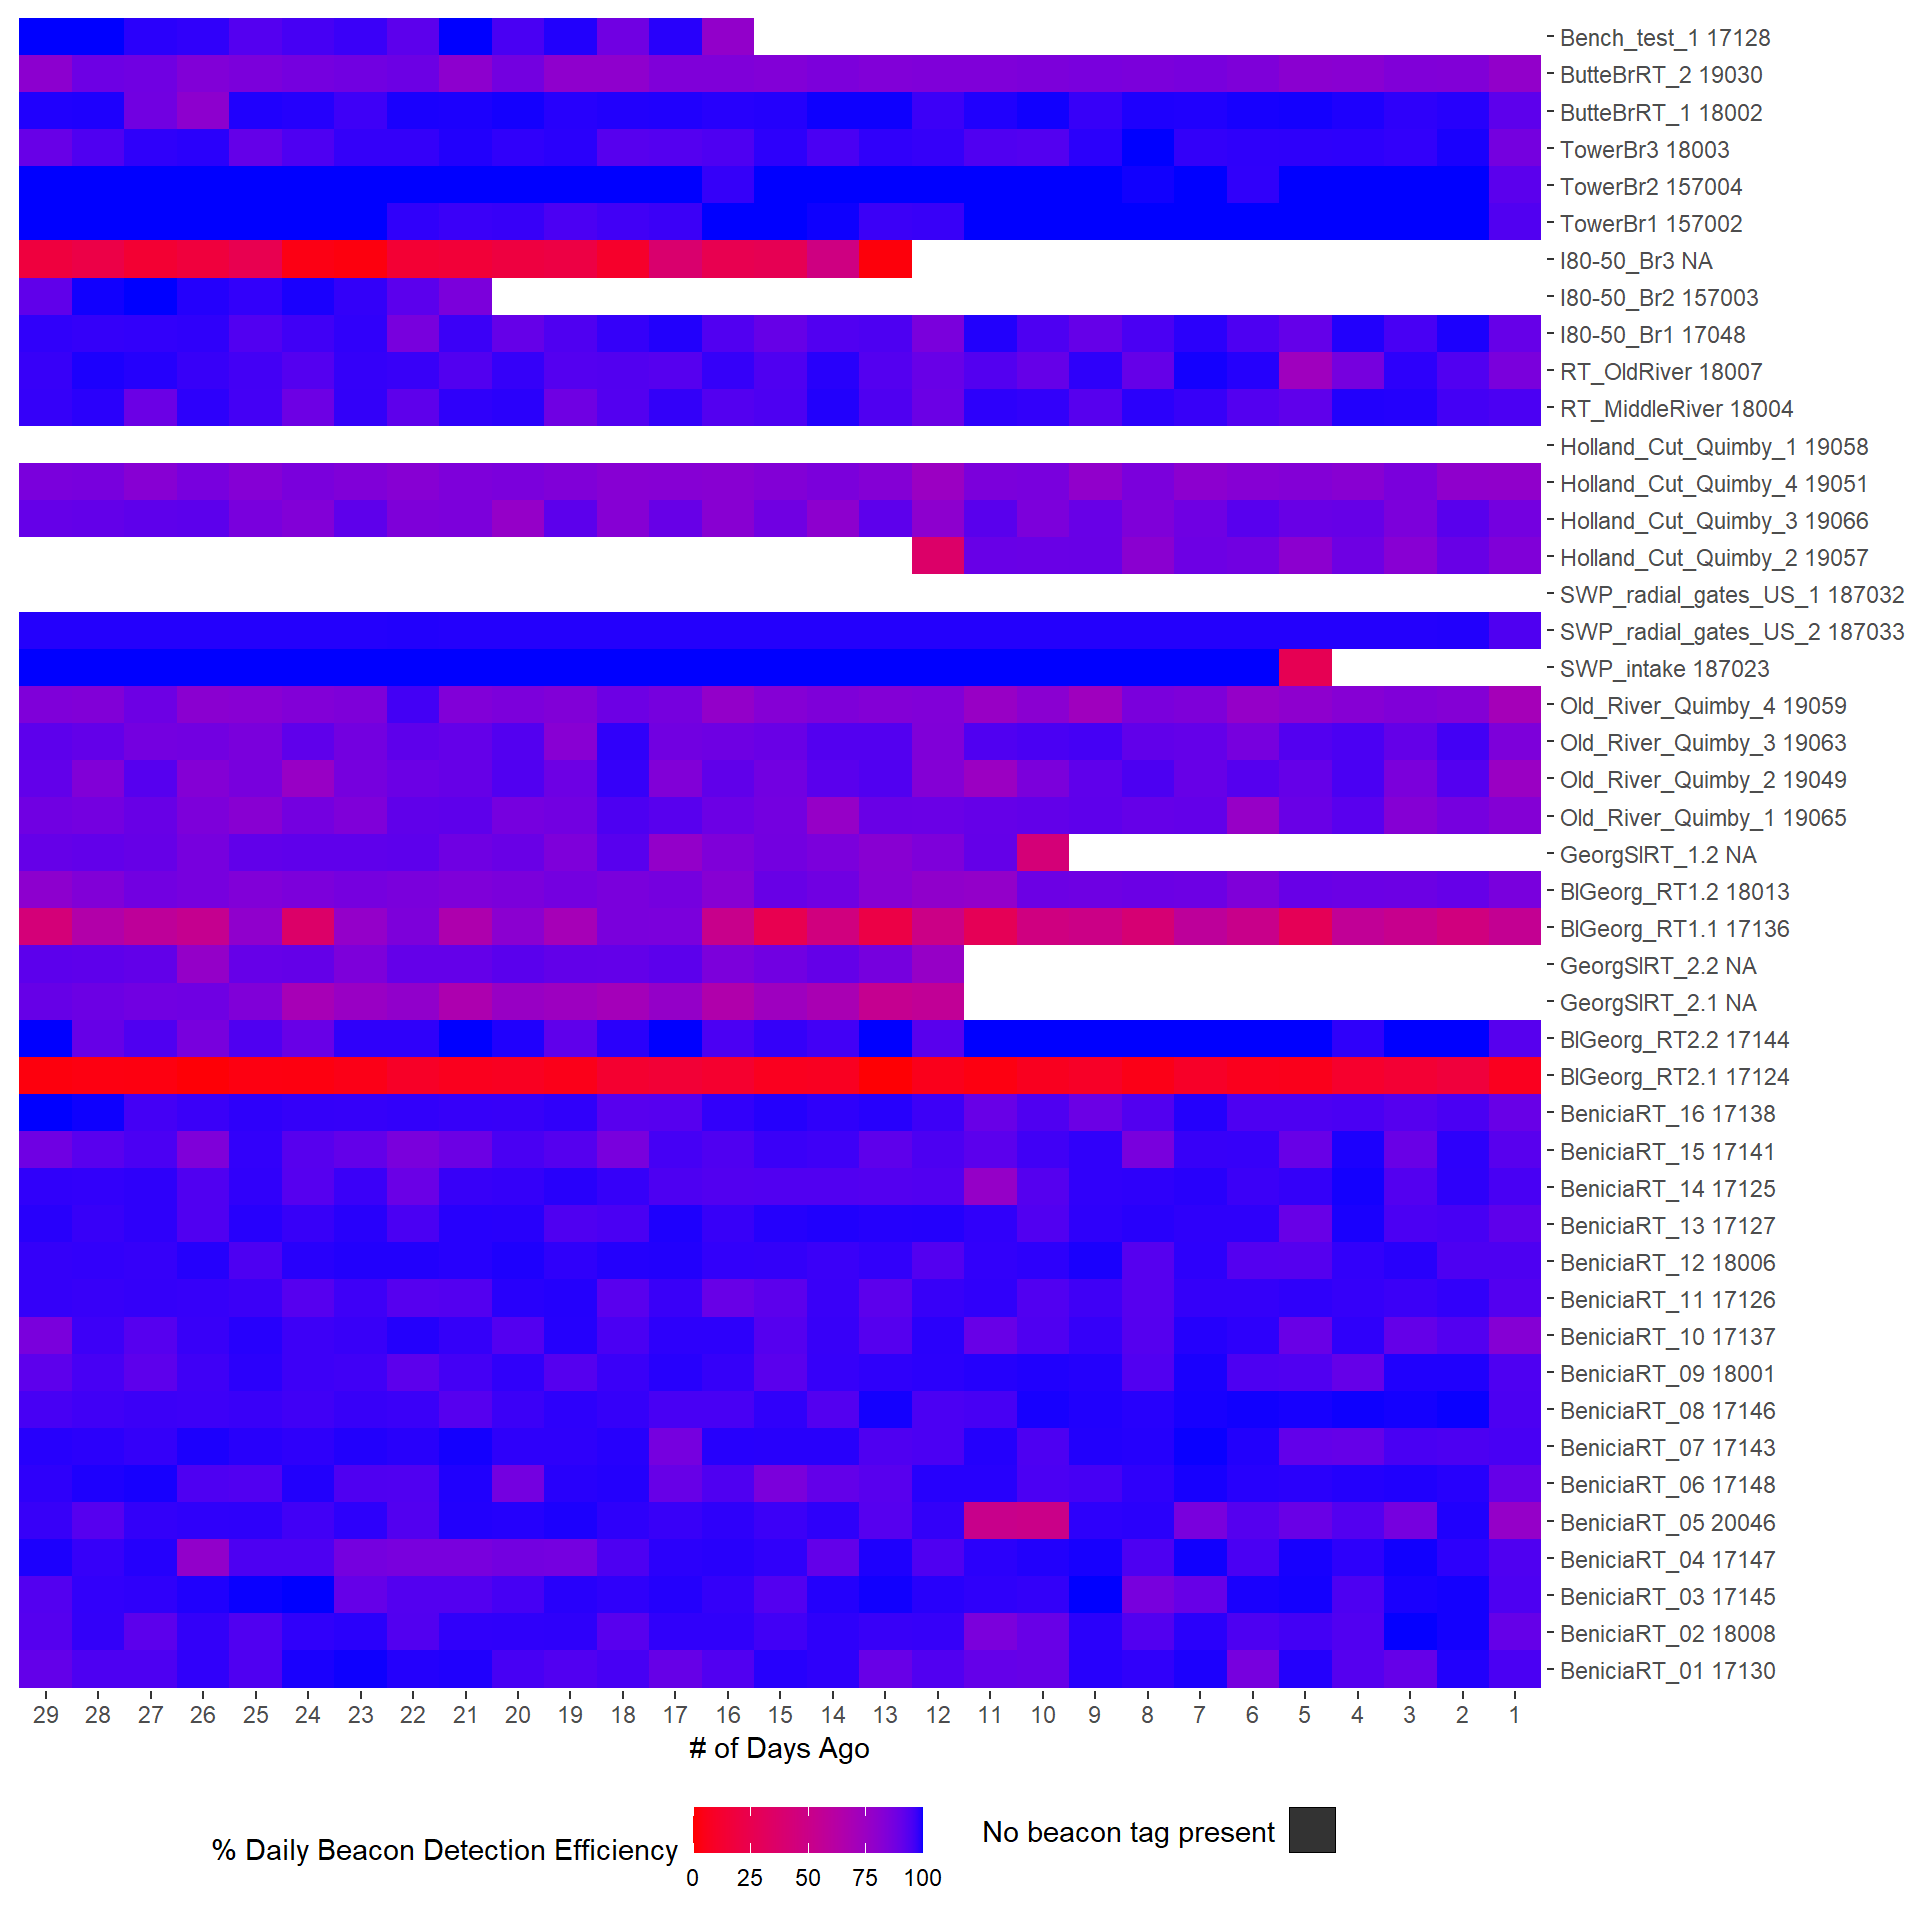 Bench_test_1 17128
ButteBrRT_2 19030
ButteBrRT_1 18002
TowerBr3 18003
TowerBr2 157004
TowerBr1 157002
I80-50_Br3 NA
I80-50_Br2 157003
I80-50_Br1 17048
RT_OldRiver 18007
RT_MiddleRiver 18004
Holland_Cut_Quimby_1 19058
Holland_Cut_Quimby_4 19051
Holland_Cut_Quimby_3 19066
Holland_Cut_Quimby_2 19057
SWP_radial_gates_US_1 187032
SWP_radial_gates_US_2 187033
SWP_intake 187023
Old_River_Quimby_4 19059
Old_River_Quimby_3 19063
Old_River_Quimby_2 19049
Old_River_Quimby_1 19065
GeorgSlRT_1.2 NA
BlGeorg_RT1.2 18013
BlGeorg_RT1.1 17136
GeorgSlRT_2.2 NA
GeorgSlRT_2.1 NA
BlGeorg_RT2.2 17144
BlGeorg_RT2.1 17124
BeniciaRT_16 17138
BeniciaRT_15 17141
BeniciaRT_14 17125
BeniciaRT_13 17127
BeniciaRT_12 18006
BeniciaRT_11 17126
BeniciaRT_10 17137
BeniciaRT_09 18001
BeniciaRT_08 17146
BeniciaRT_07 17143
BeniciaRT_06 17148
BeniciaRT_05 20046
BeniciaRT_04 17147
BeniciaRT_03 17145
BeniciaRT_02 18008
BeniciaRT_01 17130
29 28 27 26 25 24 23 22 21 20 19 18 17 16 15 14 13 12 11 10 9 8 7 6 5 4 3 2 1
# of Days Ago
% Daily Beacon Detection Efficiency
0 25 50 75 100
No beacon tag present